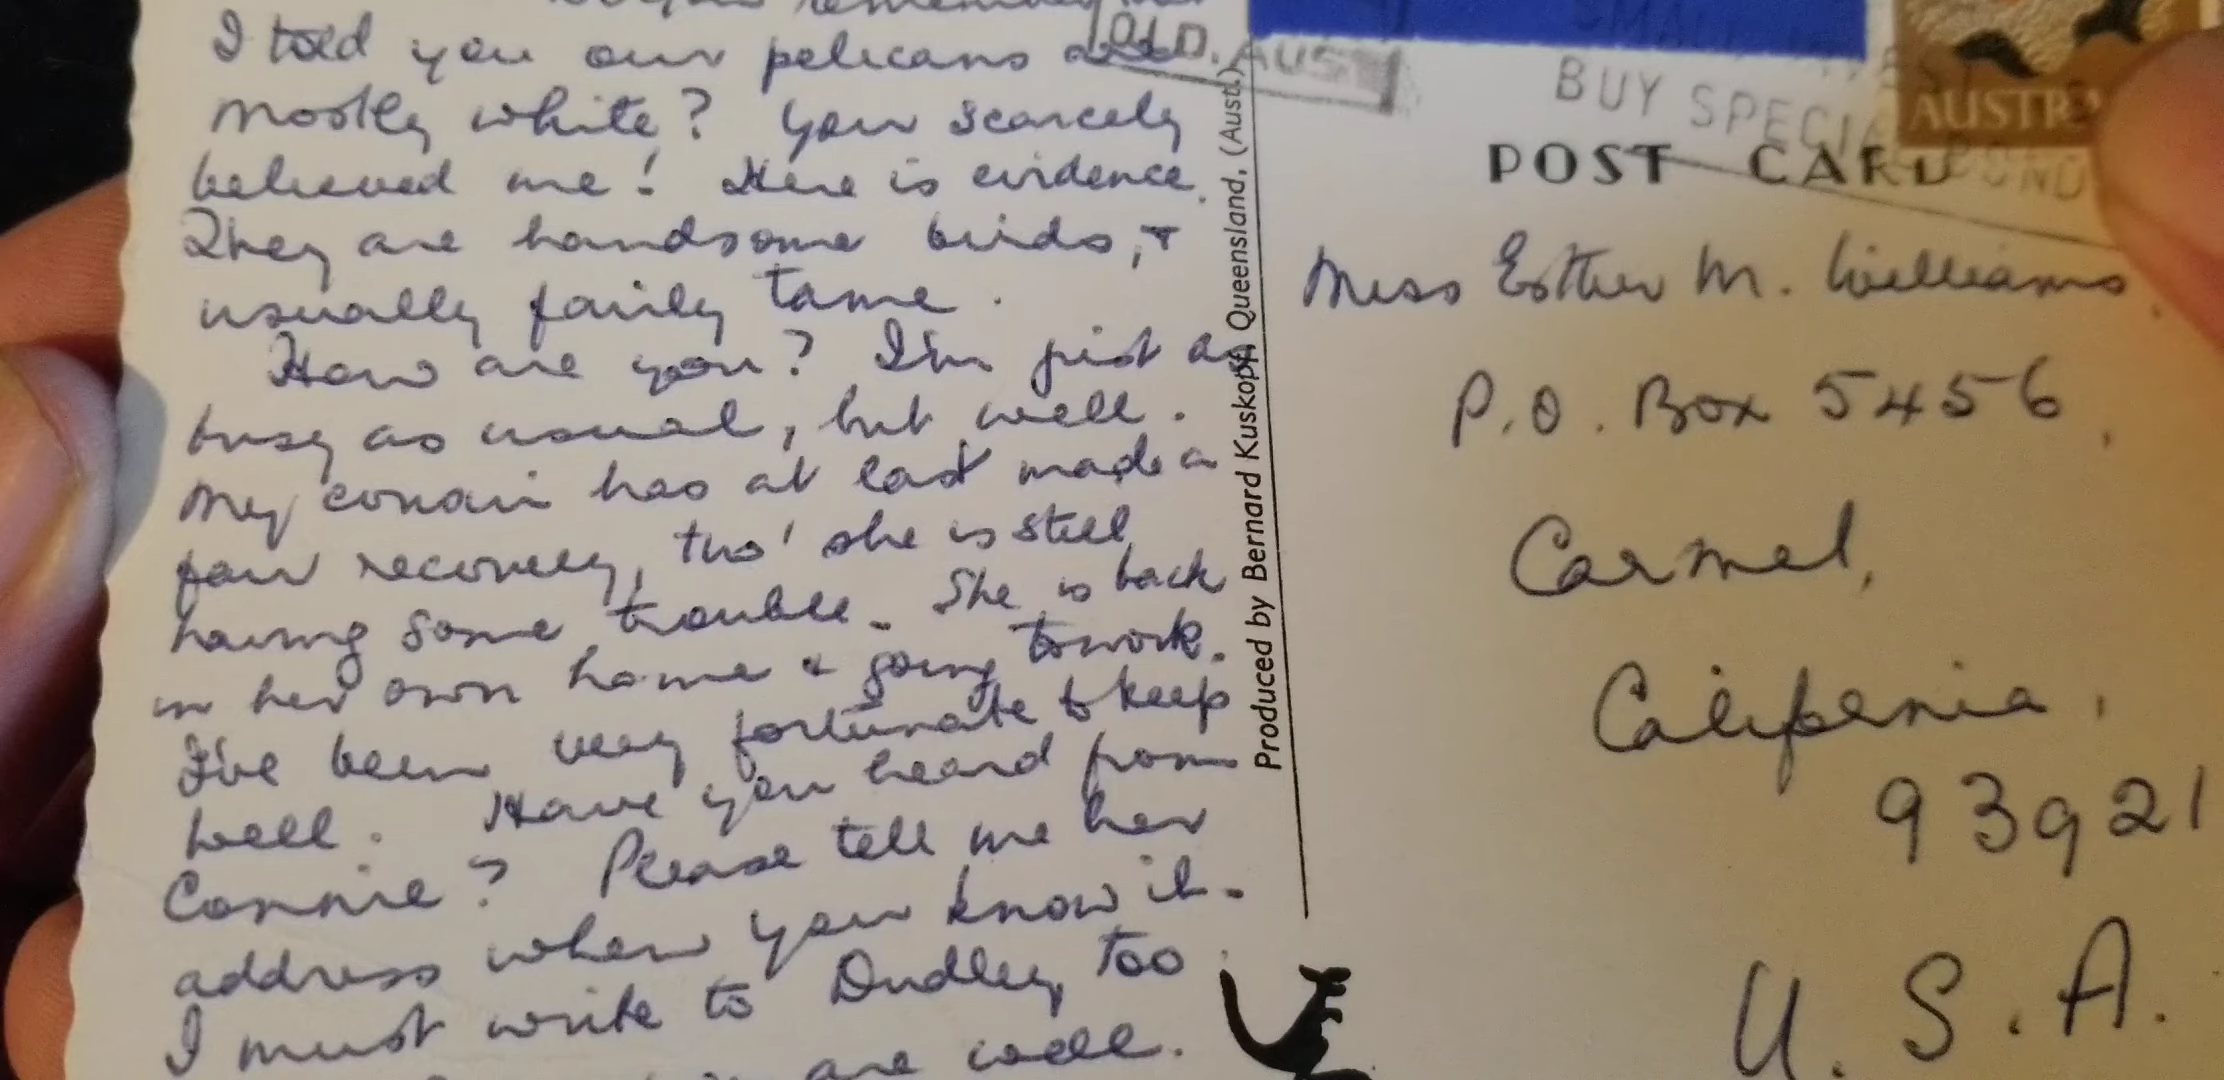 I told you our pelicans are
mostly white? You scarcely
believed me! Here is evidence.
They are handsome birds, +
usually fairly tame.
How are you? I'm just as
busy as usual, but well.
My cousin has at last made a
fair recovery, tho' she is still
having some trouble. She is back
in her own home + going to work.
I've been very fortunate to keep
well. Have you heard from
Connie? Please tell me her
address when you know it.
I must write to Dudley too.
are well.
Produced by Bernard Kuskopf, Queensland, (Aust.)
QLD. AUST
BUY SPECIAL
BOND
AUSTRA
POST CARD
Miss Esther M. Williams,
P.O. Box 5456,
Carmel,
California,
93921
U.S.A.